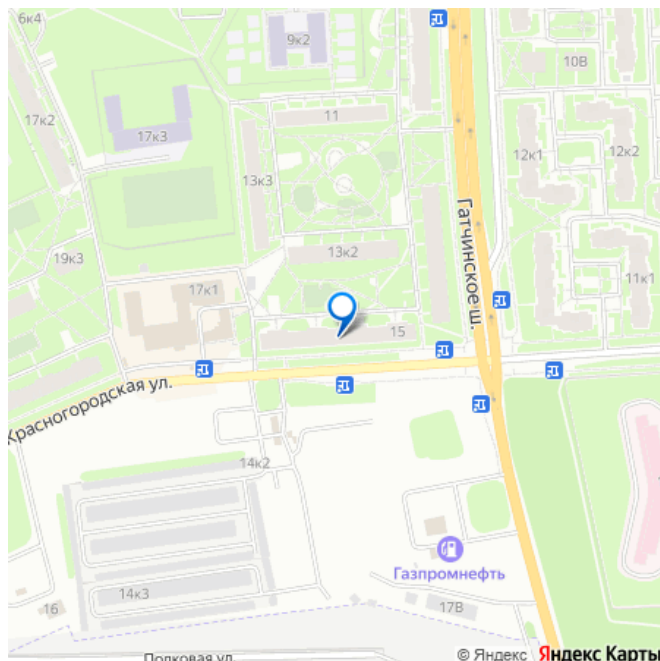 6к4
9к2
10В
17к2
17к3
11
12к1
12к2
13к3
Гатчинское ш.
19к3
13к2
11к1
17к1
15
Красногородская ул.
14к2
Газпромнефть
14к3
16
17В
Полковая ул.
© Яндекс Яндекс Карты